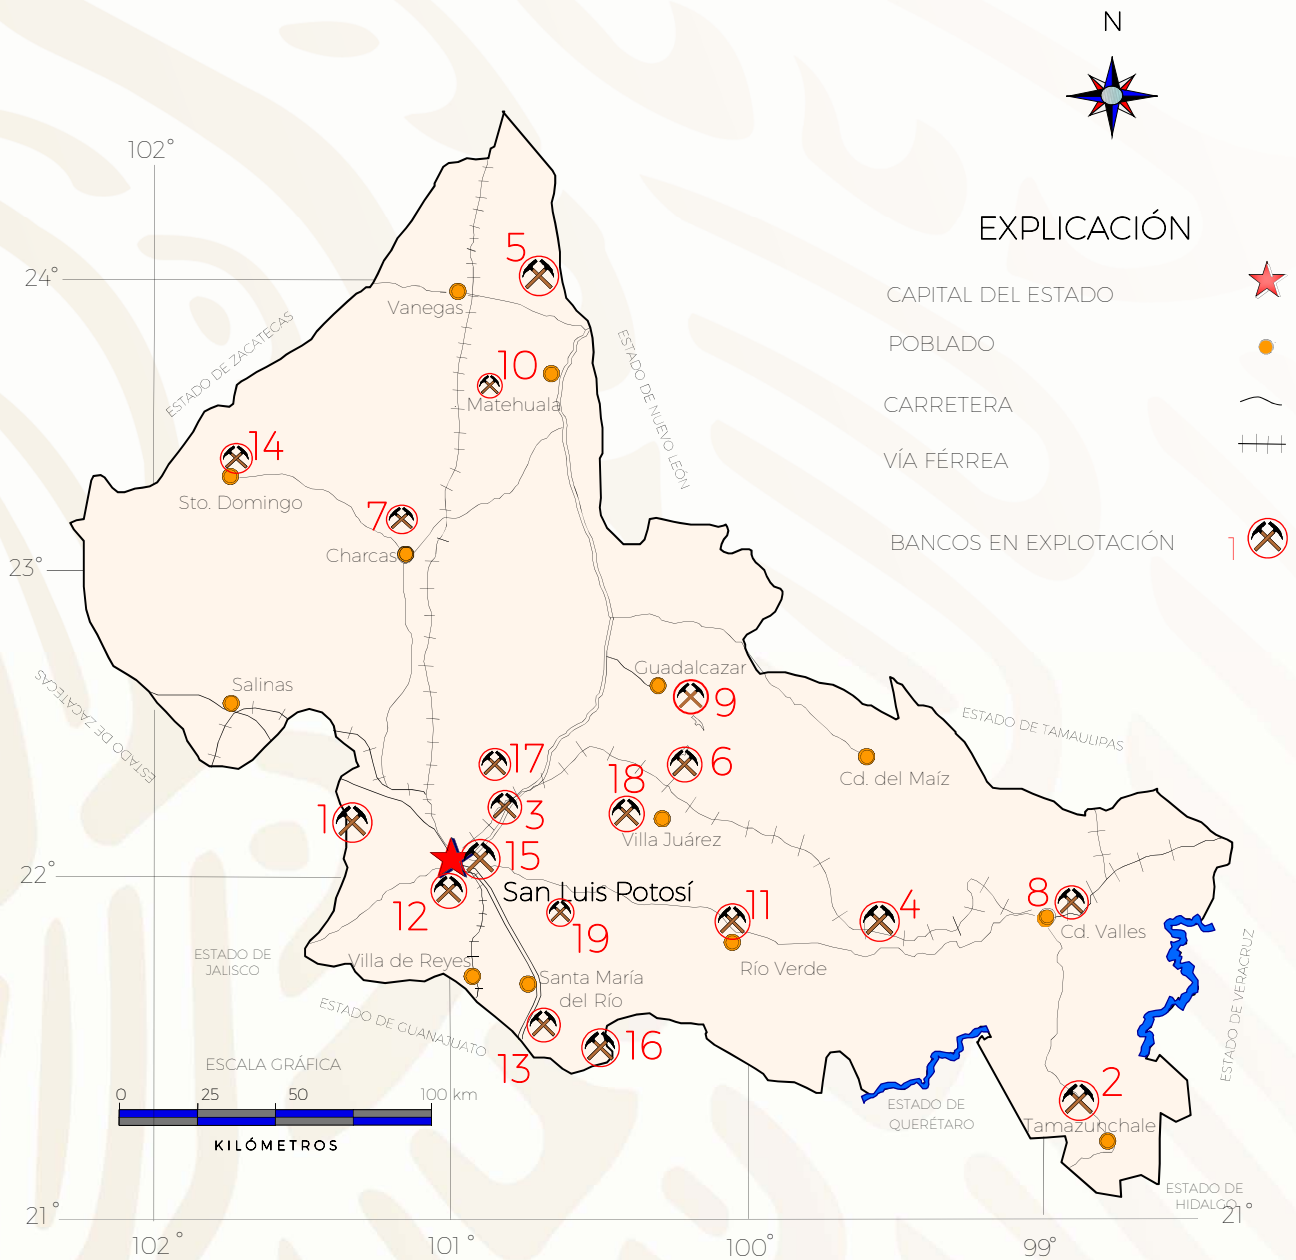 N
102°
EXPLICACIÓN
5
24°
CAPITAL DEL ESTADO
Vanegas
POBLADO
ESTADO DE ZACATECAS
ESTADO DE NUEVO LEÓN
10
Matehuala
CARRETERA
14
VÍA FÉRREA
Sto. Domingo
7
Charcas
BANCOS EN EXPLOTACIÓN
1
23°
Guadalcazar
Salinas
9
ESTADO DE ZACATECAS
ESTADO DE TAMAULIPAS
17
6
18
Cd. del Maíz
1
3
Villa Juárez
15
22°
San Luis Potosí
8
12
11
4
19
Cd. Valles
ESTADO DE
JALISCO
Villa de Reyes
Río Verde
Santa María
del Río
ESTADO DE VERACRUZ
ESTADO DE GUANAJUATO
16
13
ESCALA GRÁFICA
0 25 50 100 km
KILÓMETROS
2
ESTADO DE
QUERÉTARO
Tamazunchale
ESTADO DE
HIDALGO
21°
21°
102°
101°
100°
99°